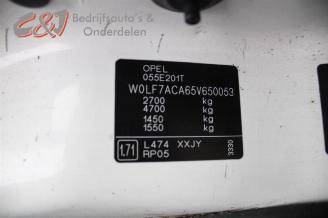 W&J Bedrijfsauto's
& Onderdelen
OPEL
055E201T
W0LF7ACA65V650053
2700 kg
4700 kg
1450 kg
1550 kg
1.71 L474 XXJY
RP05 3330